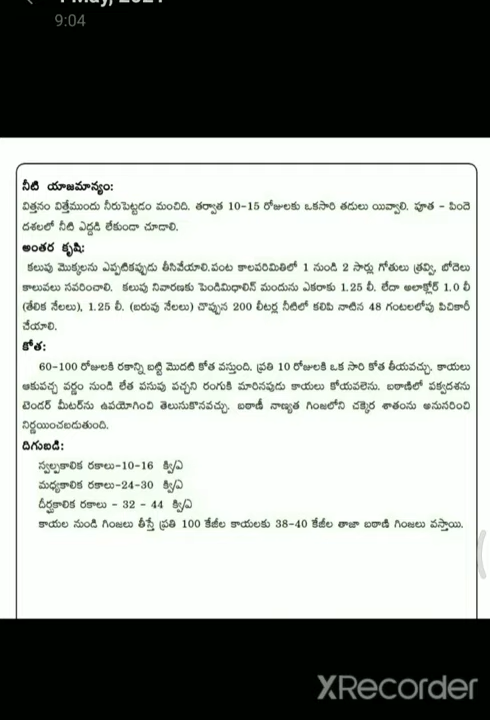 9:04
నీటి యాజమాన్యం:
విత్తనం విత్తేముందు నీరుపెట్టడం మంచిది. తర్వాత 10-15 రోజులకు ఒకసారి తడులు యివ్వాలి. పూత - పిందె
దశలలో నీటి ఎద్దడి లేకుండా చూడాలి.
అంతర కృషి:
కలుపు మొక్కలను ఎప్పటికప్పుడు తీసివేయాలి.పంట కాలపరిమితిలో 1 నుండి 2 సార్లు గోతులు త్రవ్వి, బోదెలు
కాలువలు సవరించాలి. కలుపు నివారణకు పెండిమిధాలిన్ మందును ఎకరాకు 1.25 లీ. లేదా అలాక్లోర్ 1.0 లీ
(తేలిక నేలలు), 1.25 లీ. (బరువు నేలలు) చొప్పున 200 లీటర్ల నీటిలో కలిపి నాటిన 48 గంటలలోపు పిచికారీ
చేయాలి.
కోత:
60-100 రోజులకి రకాన్ని బట్టి మొదటి కోత వస్తుంది. ప్రతి 10 రోజులకి ఒక సారి కోత తీయవచ్చు. కాయలు
ఆకుపచ్చ వర్ణం నుండి లేత పసుపు పచ్చని రంగుకి మారినపుడు కాయలు కోయవలెను. బఠాణిలో పక్వదశను
టెండర్ మీటర్‌ను ఉపయోగించి తెలుసుకొనవచ్చు. బఠాణీ నాణ్యత గింజలోని చక్కెర శాతంను అనుసరించి
నిర్ణయించబడుతుంది.
దిగుబడి:
స్వల్పకాలిక రకాలు-10-16 క్వి/ఎ
మధ్యకాలిక రకాలు-24-30 క్వి/ఎ
దీర్ఘకాలిక రకాలు - 32 - 44 క్వి/ఎ
కాయల నుండి గింజలు తీస్తే ప్రతి 100 కేజీల కాయలకు 38-40 కేజీల తాజా బఠాణి గింజలు వస్తాయి.
XRecorder